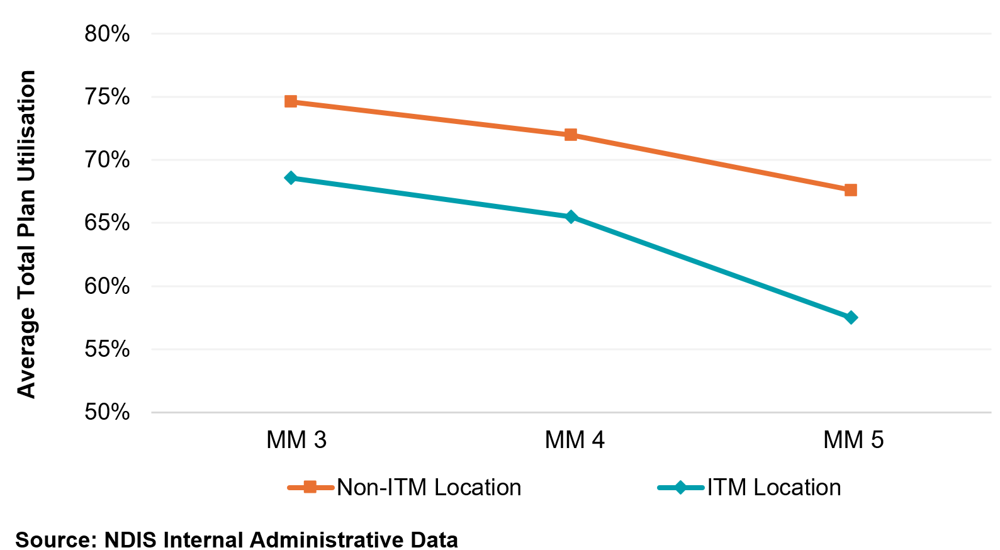 Average Total Plan Utilisation
80%
75%
70%
65%
60%
55%
50%
MM 3
MM 4
MM 5
Non-ITM Location
ITM Location
Source: NDIS Internal Administrative Data